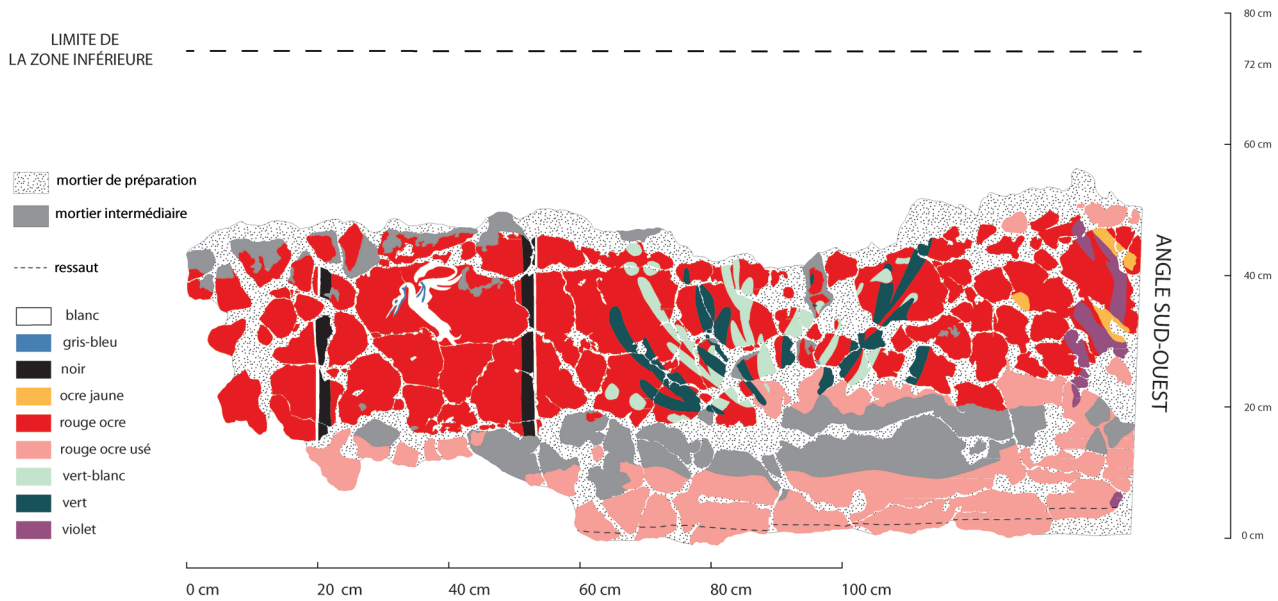 LIMITE DE
LA ZONE INFÉRIEURE
80 cm
72 cm
60 cm
40 cm
20 cm
0 cm
mortier de préparation
mortier intermédiaire
ressaut
blanc
gris-bleu
noir
ocre jaune
rouge ocre
rouge ocre usé
vert-blanc
vert
violet
ANGLE SUD-OUEST
0 cm
20 cm
40 cm
60 cm
80 cm
100 cm